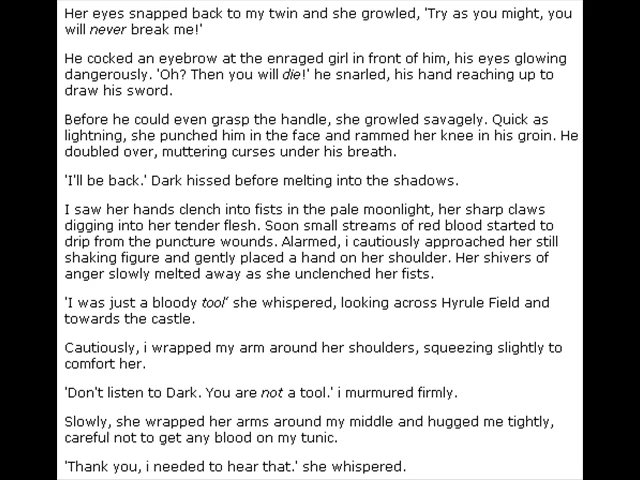 Her eyes snapped back to my twin and she growled, 'Try as you might, you
will never break me!'
He cocked an eyebrow at the enraged girl in front of him, his eyes glowing
dangerously. 'Oh? Then you will die!' he snarled, his hand reaching up to
draw his sword.
Before he could even grasp the handle, she growled savagely. Quick as
lightning, she punched him in the face and rammed her knee in his groin. He
doubled over, muttering curses under his breath.
'I'll be back.' Dark hissed before melting into the shadows.
I saw her hands clench into fists in the pale moonlight, her sharp claws
digging into her tender flesh. Soon small streams of red blood started to
drip from the puncture wounds. Alarmed, i cautiously approached her still
shaking figure and gently placed a hand on her shoulder. Her shivers of
anger slowly melted away as she unclenched her fists.
'I was just a bloody tool' she whispered, looking across Hyrule Field and
towards the castle.
Cautiously, i wrapped my arm around her shoulders, squeezing slightly to
comfort her.
'Don't listen to Dark. You are not a tool.' i murmured firmly.
Slowly, she wrapped her arms around my middle and hugged me tightly,
careful not to get any blood on my tunic.
'Thank you, i needed to hear that.' she whispered.